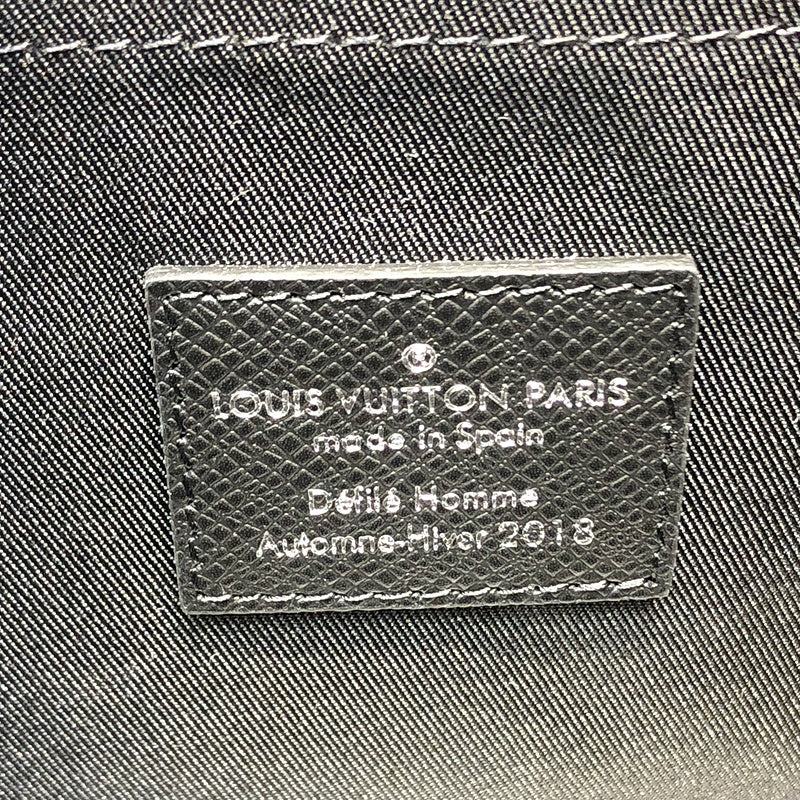 LOUIS VUITTON PARIS
made in Spain
Défilé Homme
Automne-Hiver 2018